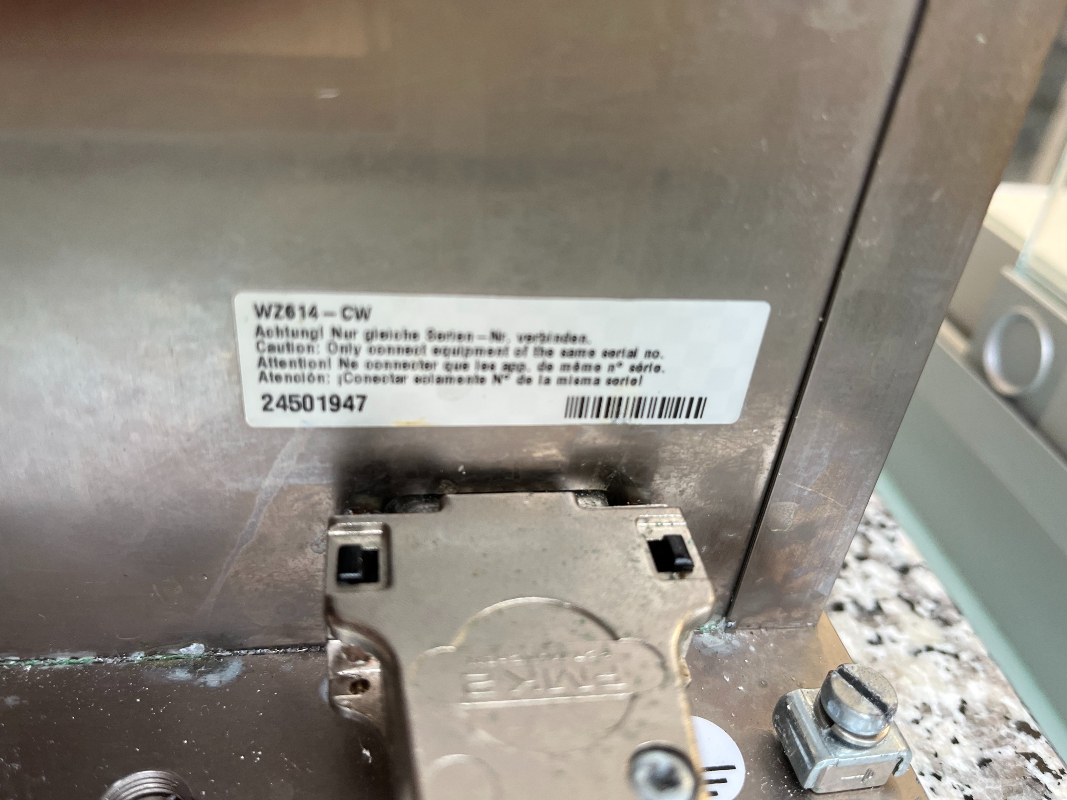 WZ614-CW
Achtung! Nur gleiche Serien-Nr. verbinden.
Caution: Only connect equipment of the same serial no.
Attention! Ne connecter que les app. de même n° série.
Atención: ¡Conectar solamente N° de la misma serie!
24501947